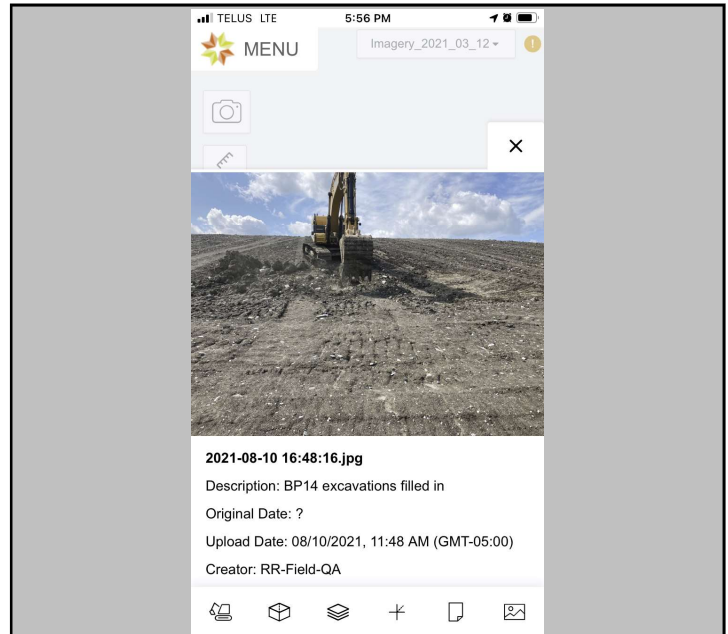 TELUS LTE 5:56 PM
MENU
Imagery_2021_03_12
2021-08-10 16:48:16.jpg
Description: BP14 excavations filled in
Original Date: ?
Upload Date: 08/10/2021, 11:48 AM (GMT-05:00)
Creator: RR-Field-QA